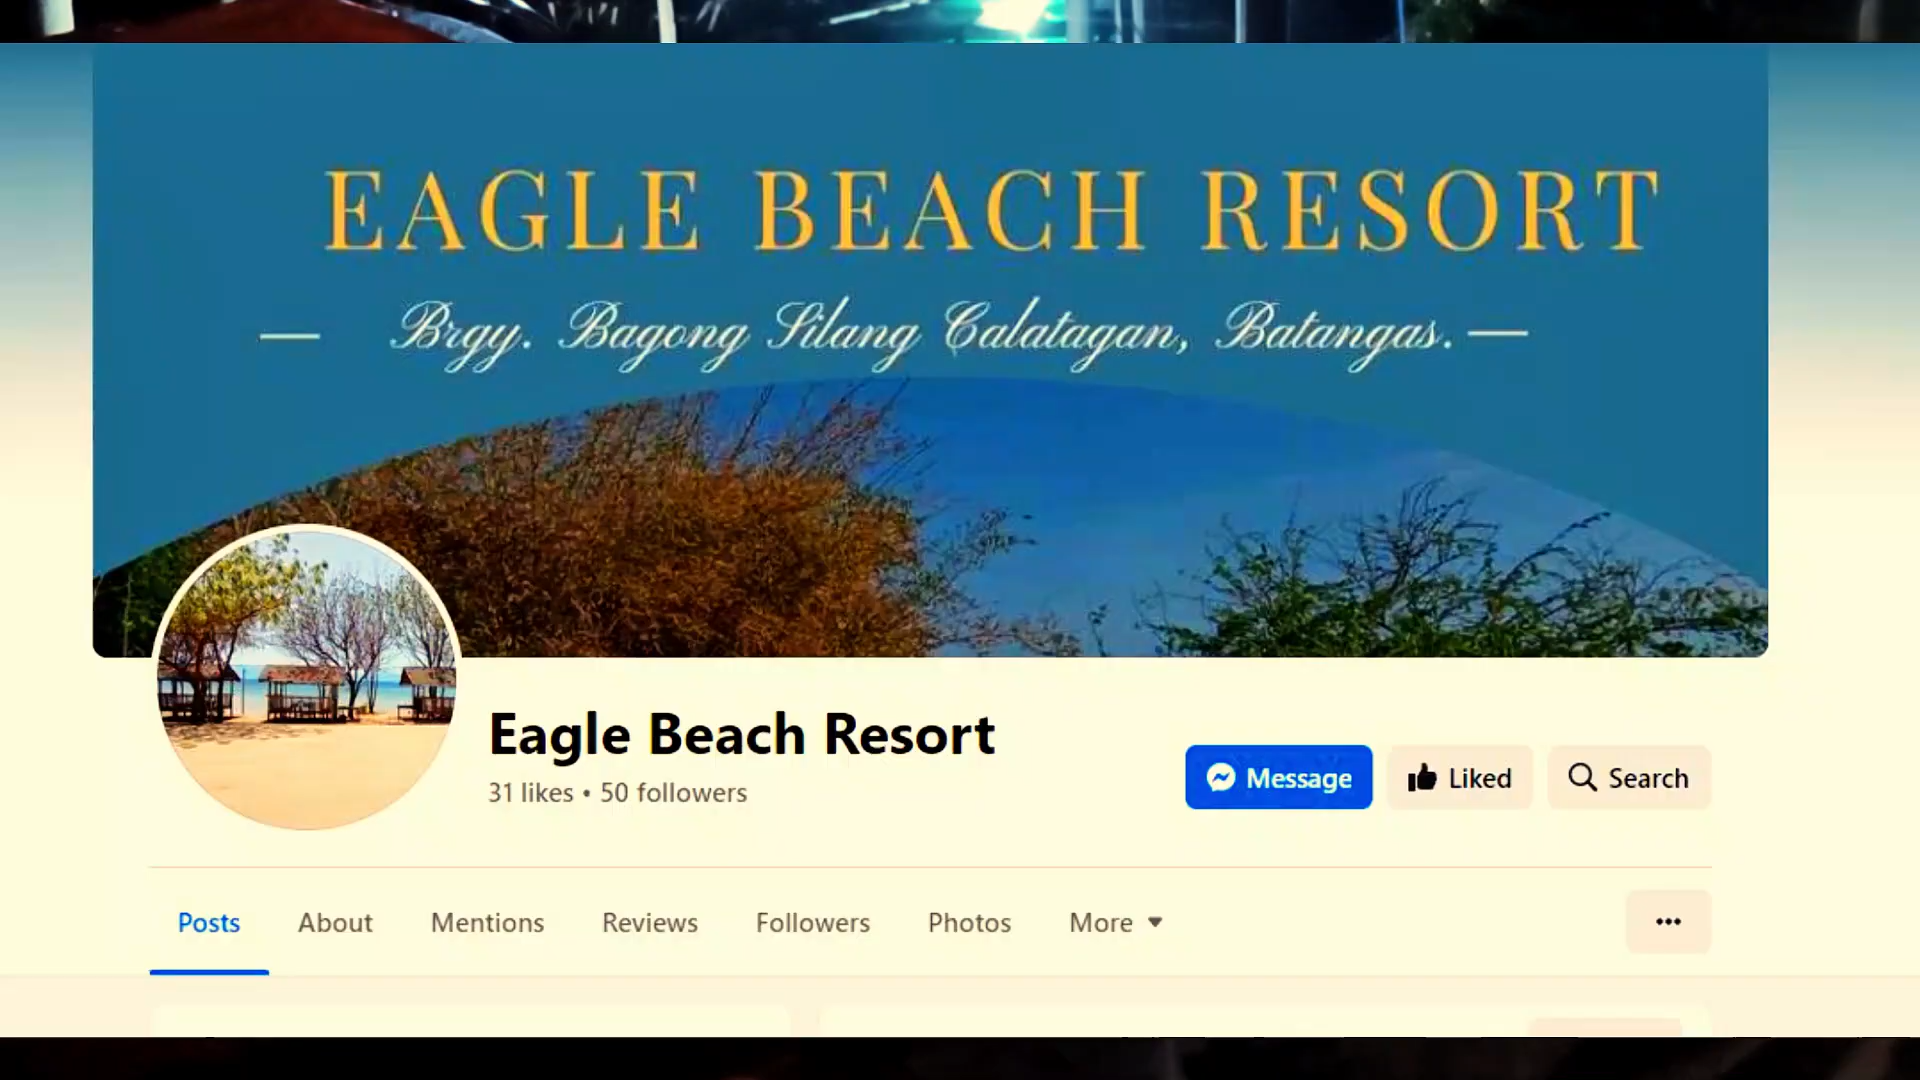 EAGLE BEACH RESORT
— Brgy. Bagong Silang Calatagan, Batangas. —
Eagle Beach Resort
31 likes • 50 followers
Message
Liked
Search
Posts
About
Mentions
Reviews
Followers
Photos
More